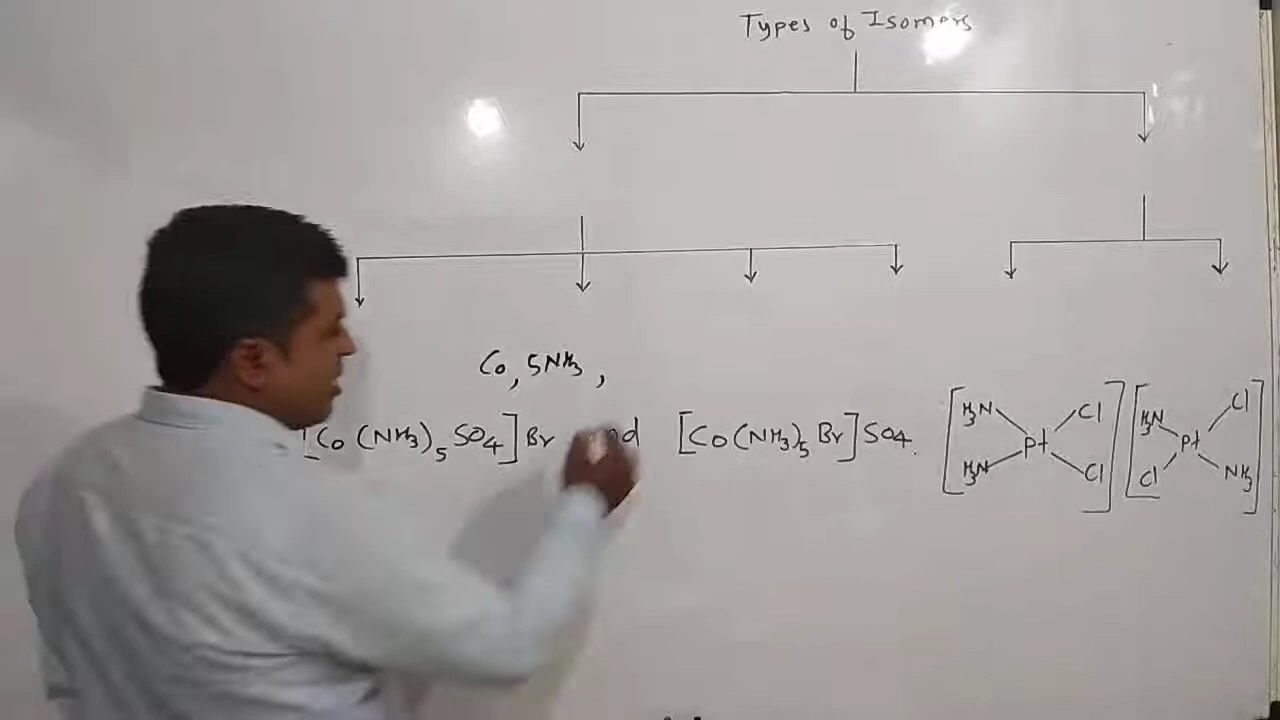 Types of Isomers
Co, 5NH3,
[Co(NH3)5SO4]Br and [Co(NH3)5Br]SO4.
H3N Cl H3N Cl
Pt Pt
H3N Cl Cl NH3